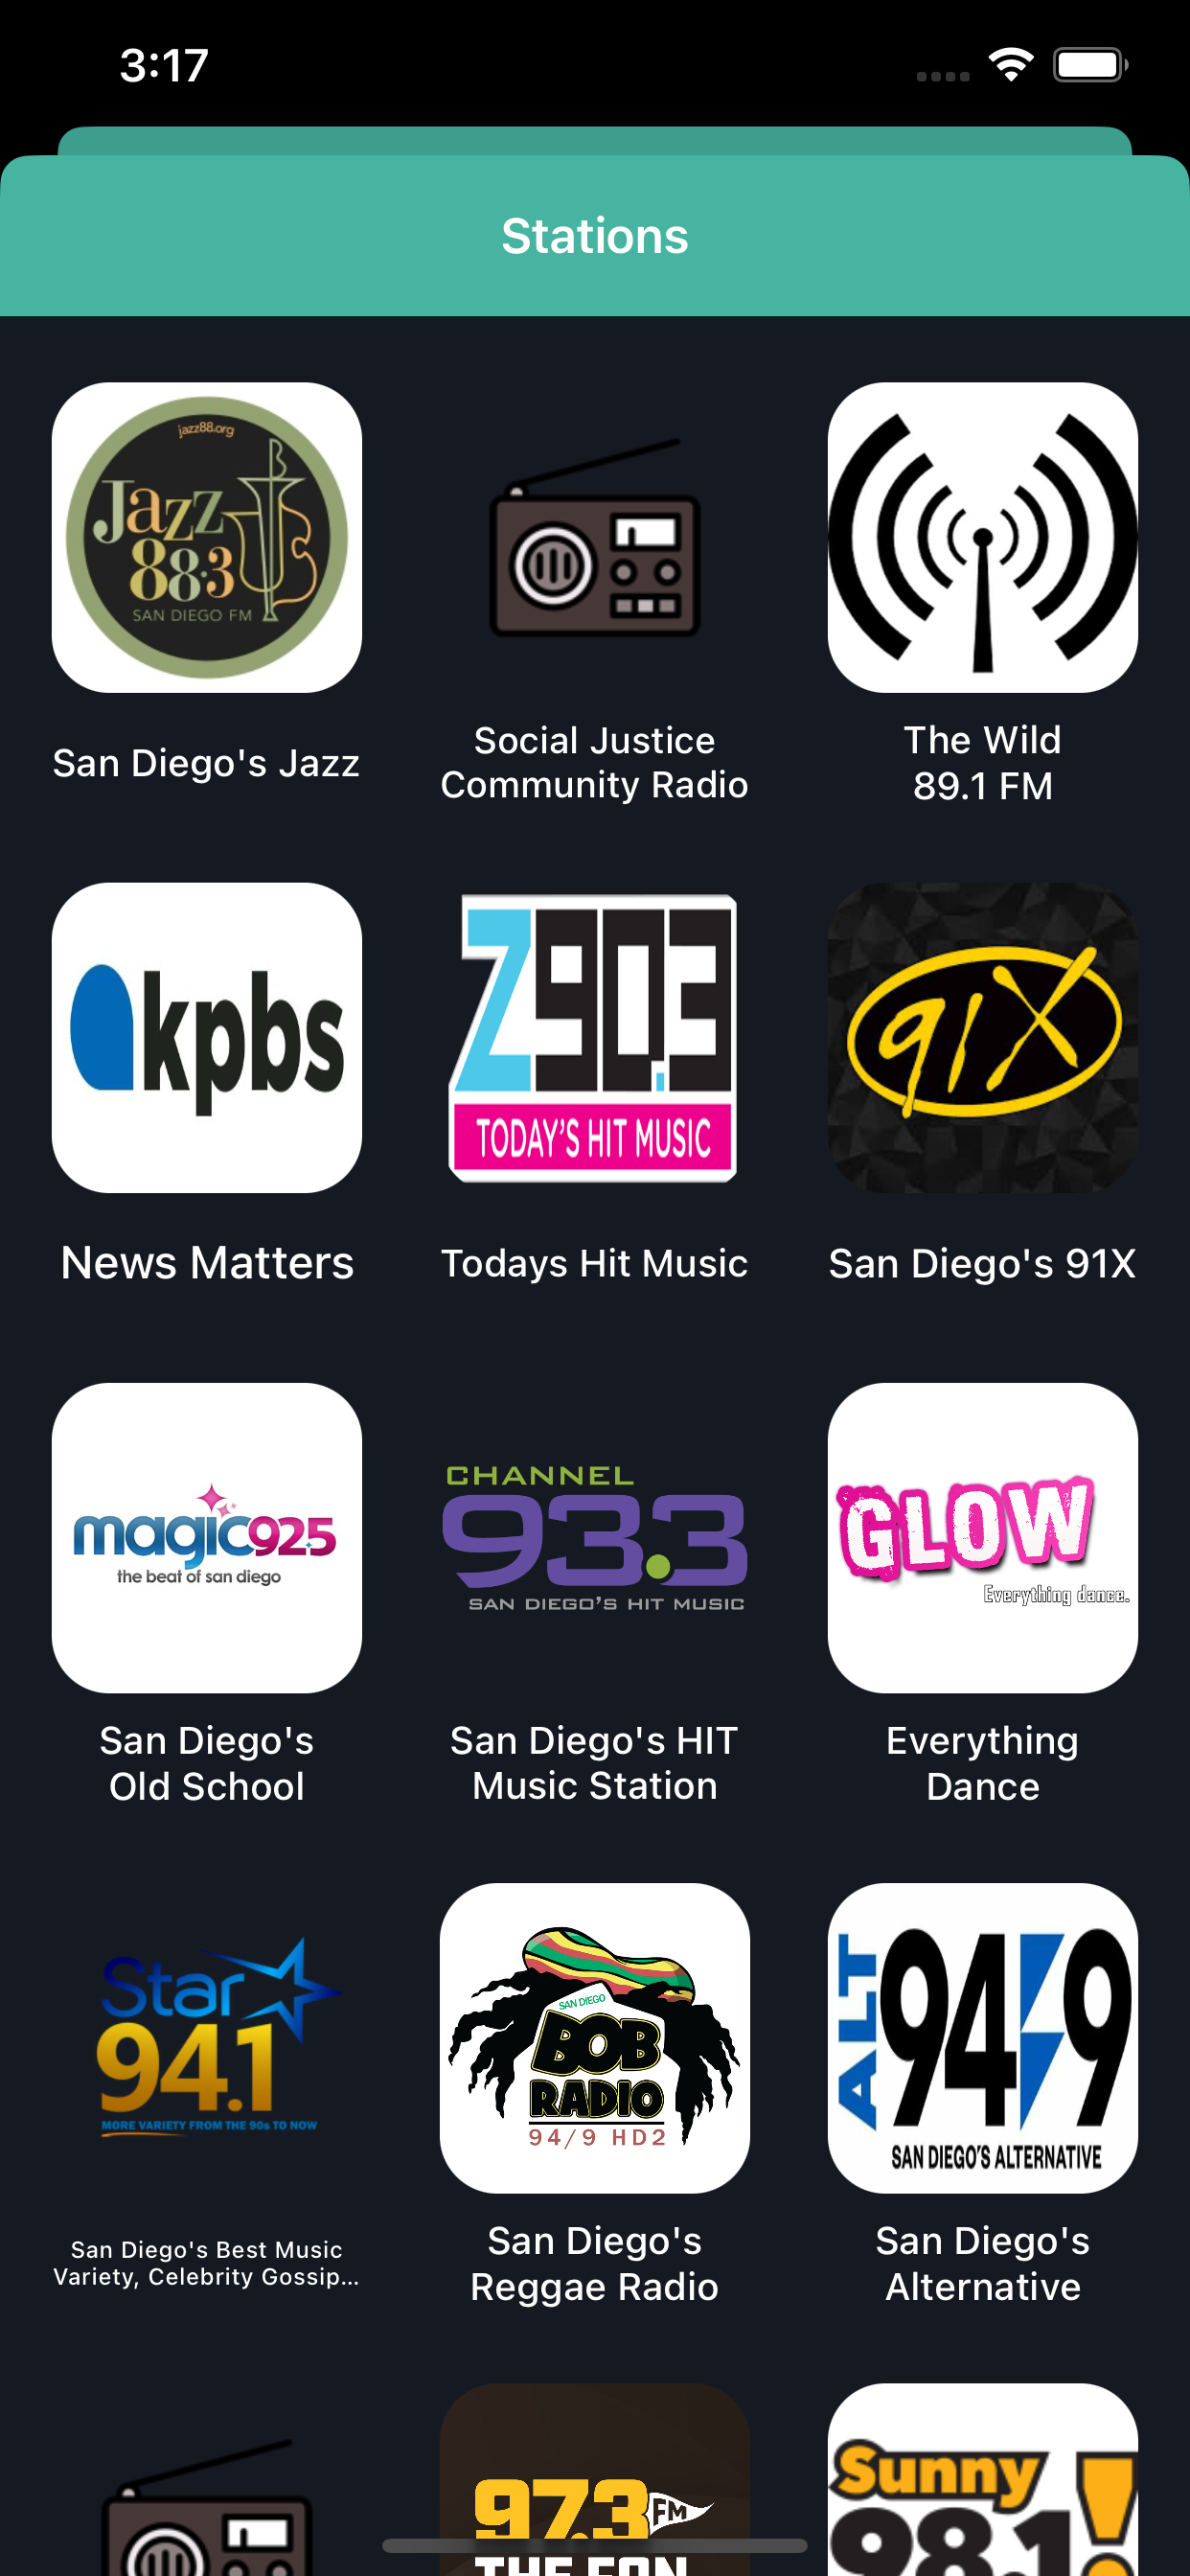 3:17
Stations
jazz88.org
Jazz
88.3
SAN DIEGO FM
San Diego's Jazz
Social Justice
Community Radio
The Wild
89.1 FM
kpbs
Z90.3
TODAY'S HIT MUSIC
91X
News Matters
Todays Hit Music
San Diego's 91X
magic92.5
the beat of san diego
CHANNEL
93.3
SAN DIEGO'S HIT MUSIC
GLOW
Everything dance.
San Diego's
Old School
San Diego's HIT
Music Station
Everything
Dance
Star
94.1
MORE VARIETY FROM THE 90s TO NOW
SAN DIEGO
BOB
RADIO
94/9 HD2
ALT
94/9
SAN DIEGO'S ALTERNATIVE
San Diego's Best Music
Variety, Celebrity Gossip...
San Diego's
Reggae Radio
San Diego's
Alternative
97.3 FM
THE FAN
Sunny
98.1!